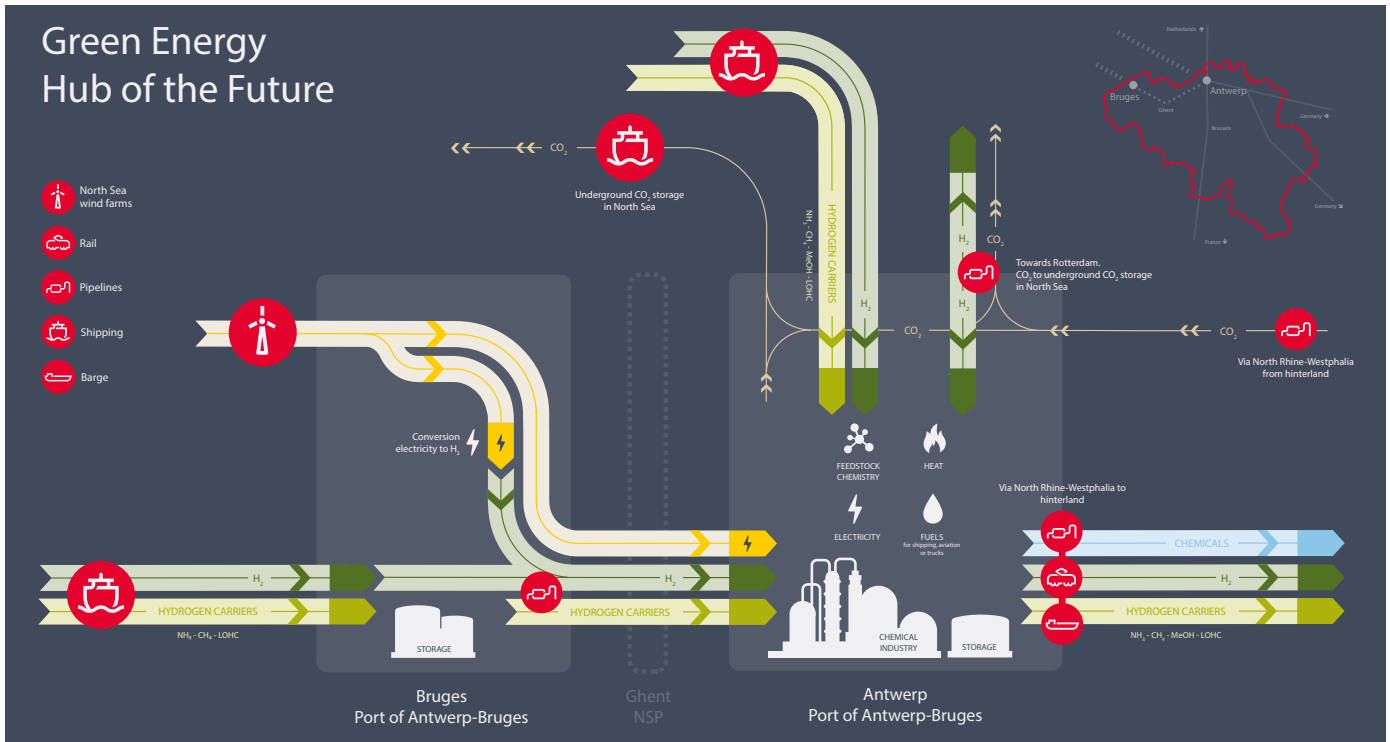 Green Energy
Hub of the Future
North Sea
wind farms
Rail
Pipelines
Shipping
Barge
CO₂
Underground CO₂ storage
in North Sea
HYDROGEN CARRIERS
NH₃ - CH₄ - MeOH - LOHC
H₂
CO₂
H₂
H₂
CO₂
Towards Rotterdam.
CO₂ to underground CO₂ storage
in North Sea
CO₂
Via North Rhine-Westphalia
from hinterland
Netherlands
Bruges
Antwerp
Ghent
Brussels
Germany
Germany
France
Conversion
electricity to H₂
FEEDSTOCK
CHEMISTRY
HEAT
ELECTRICITY
FUELS
for shipping, aviation
or trucks
Via North Rhine-Westphalia to
hinterland
CHEMICALS
H₂
HYDROGEN CARRIERS
NH₃ - CH₄ - MeOH - LOHC
H₂
HYDROGEN CARRIERS
NH₃ - CH₄ - LOHC
H₂
HYDROGEN CARRIERS
STORAGE
CHEMICAL
INDUSTRY
STORAGE
Bruges
Port of Antwerp-Bruges
Ghent
NSP
Antwerp
Port of Antwerp-Bruges